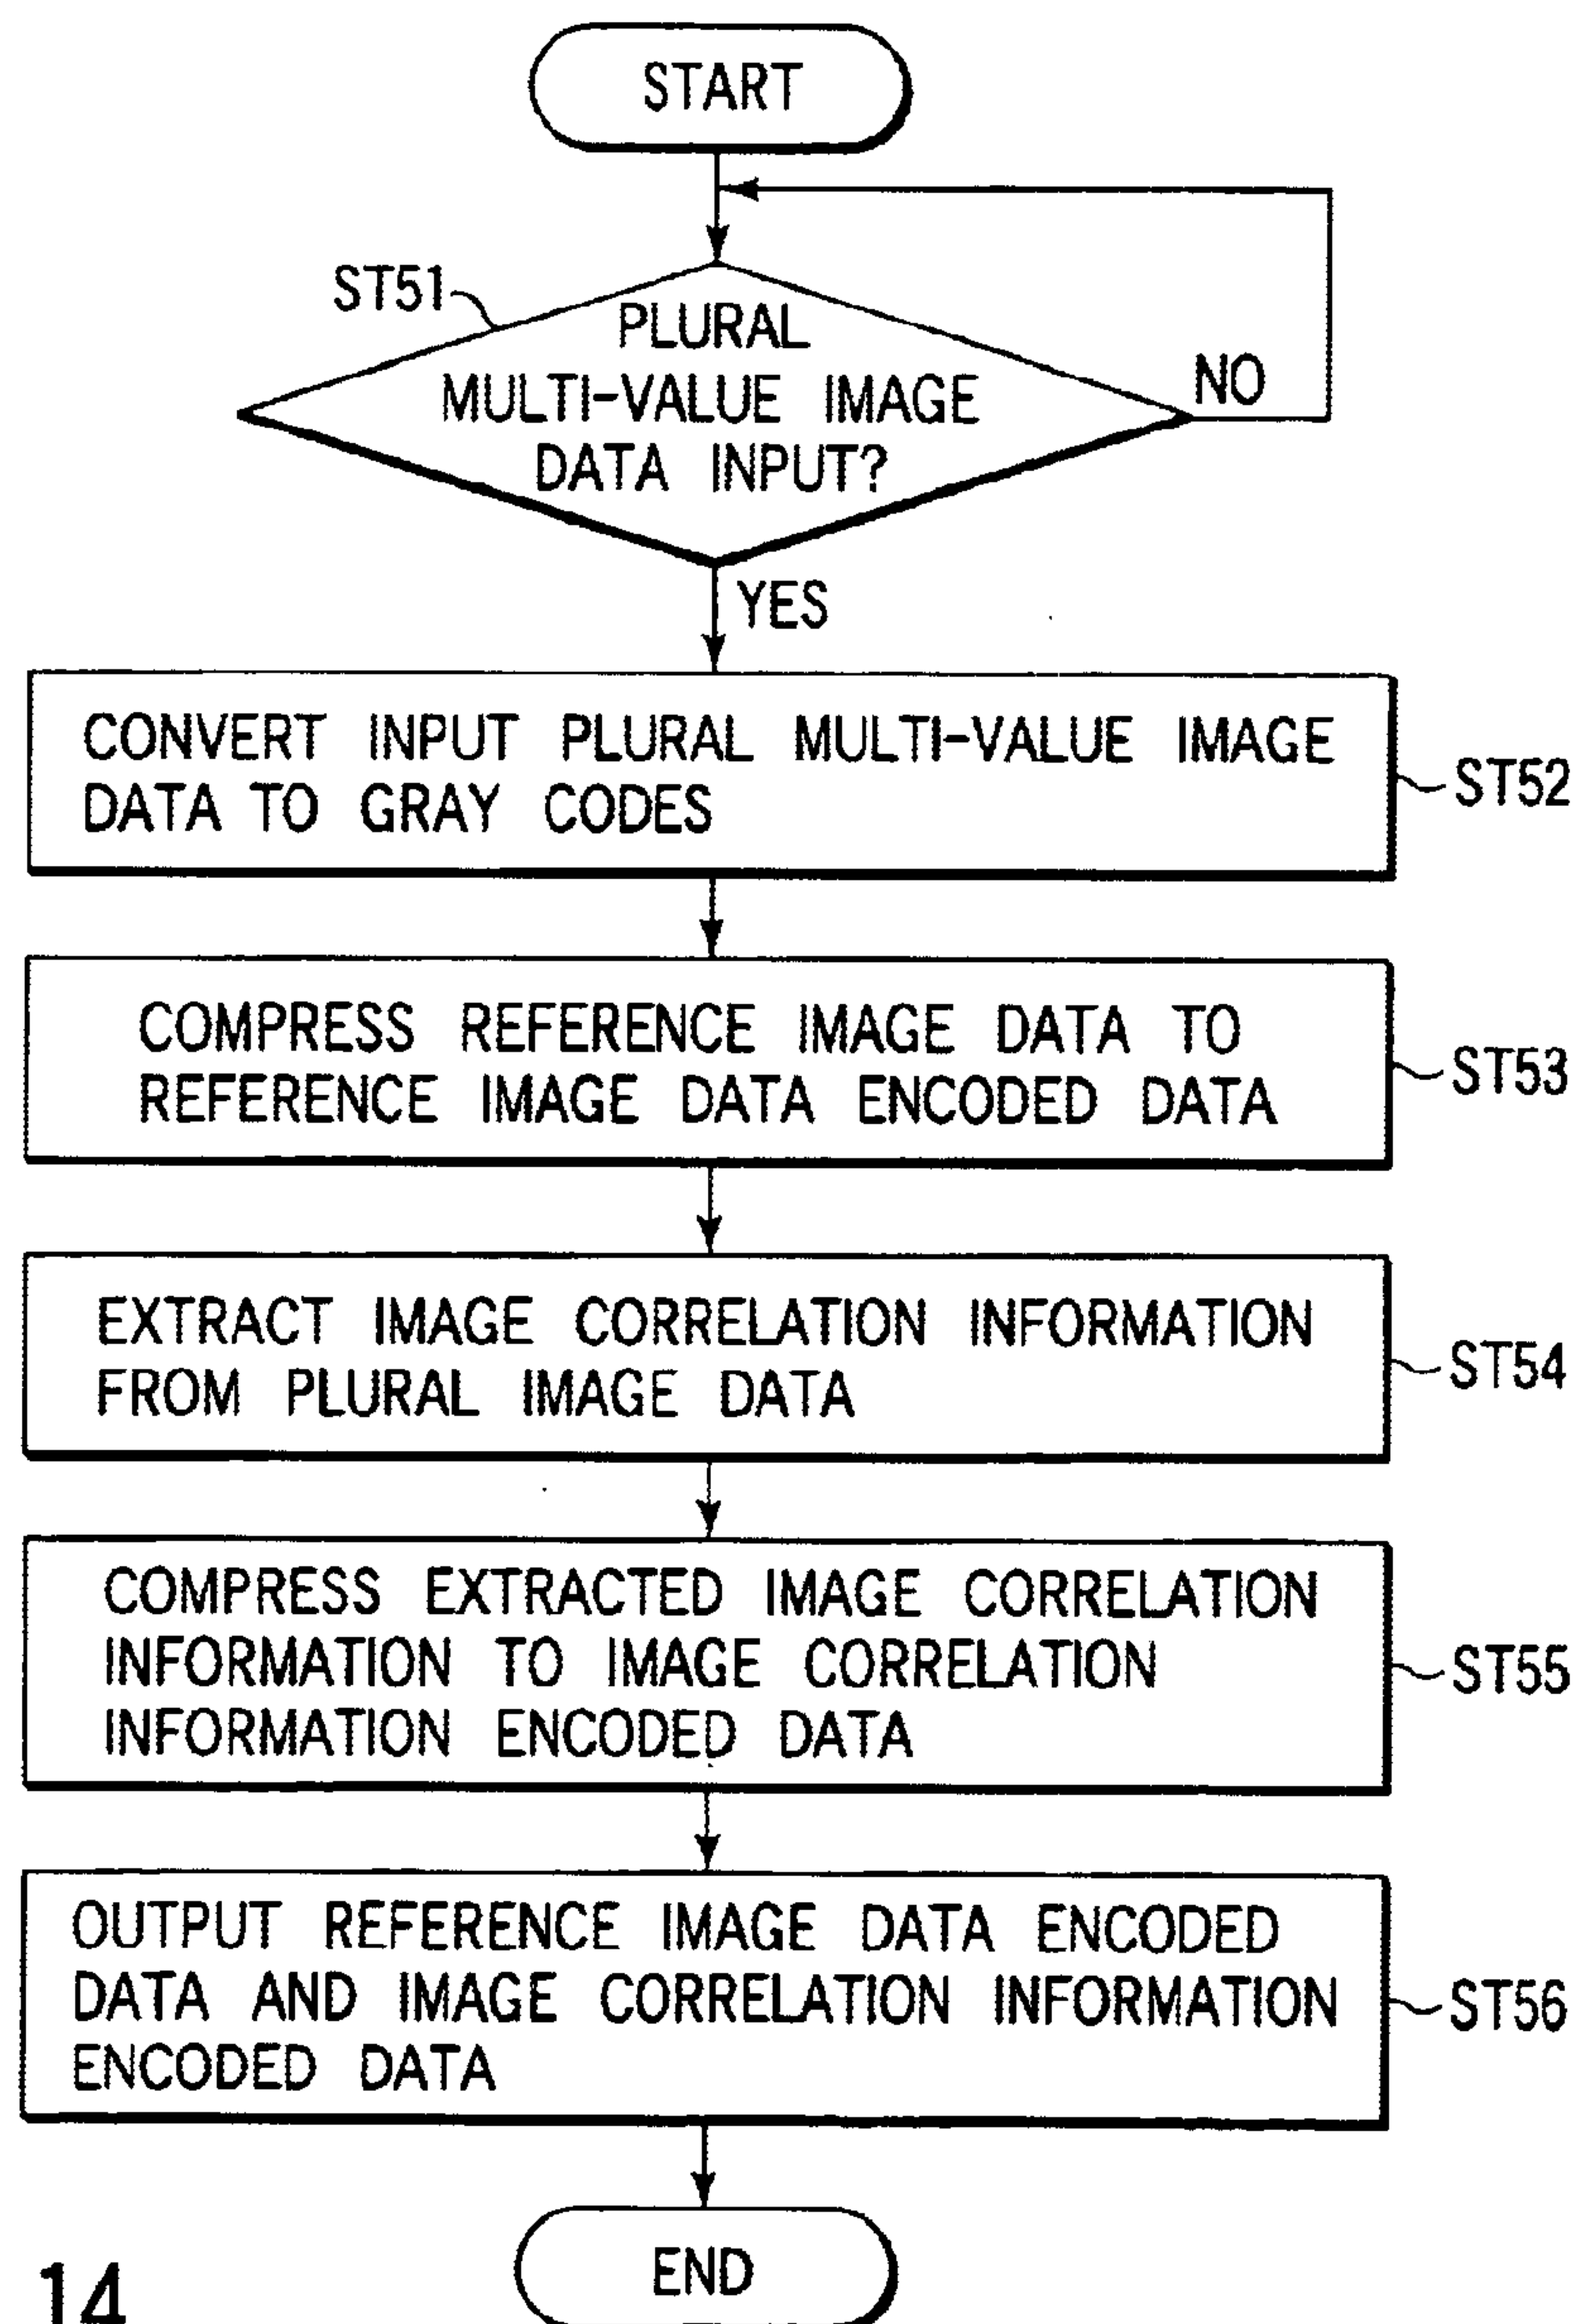 START
ST51
PLURAL
MULTI-VALUE IMAGE
DATA INPUT?
NO
YES
CONVERT INPUT PLURAL MULTI-VALUE IMAGE
DATA TO GRAY CODES
ST52
COMPRESS REFERENCE IMAGE DATA TO
REFERENCE IMAGE DATA ENCODED DATA
ST53
EXTRACT IMAGE CORRELATION INFORMATION
FROM PLURAL IMAGE DATA
ST54
COMPRESS EXTRACTED IMAGE CORRELATION
INFORMATION TO IMAGE CORRELATION
INFORMATION ENCODED DATA
ST55
OUTPUT REFERENCE IMAGE DATA ENCODED
DATA AND IMAGE CORRELATION INFORMATION
ENCODED DATA
ST56
END
14